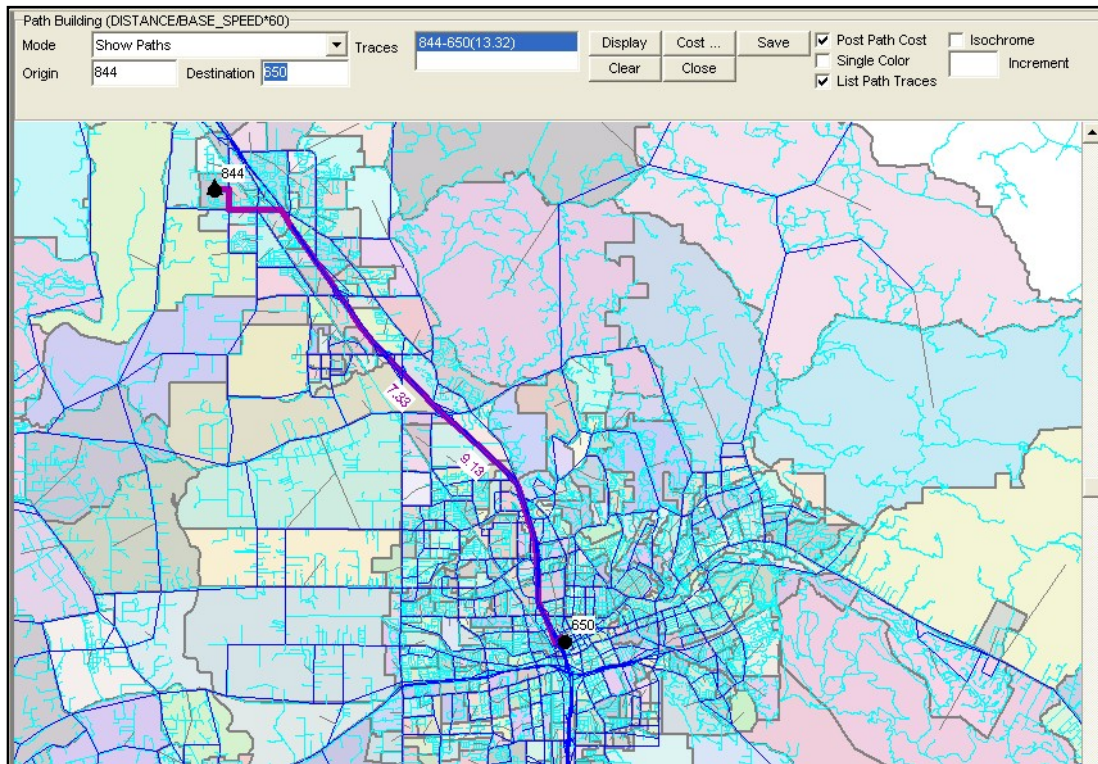 Path Building (DISTANCE/BASE_SPEED*60)
Mode Show Paths Traces 844-650(13.32) Display Cost ... Save Post Path Cost Isochrome
Origin 844 Destination 650 Clear Close Single Color Increment
List Path Traces
844
7.33
9.13
650